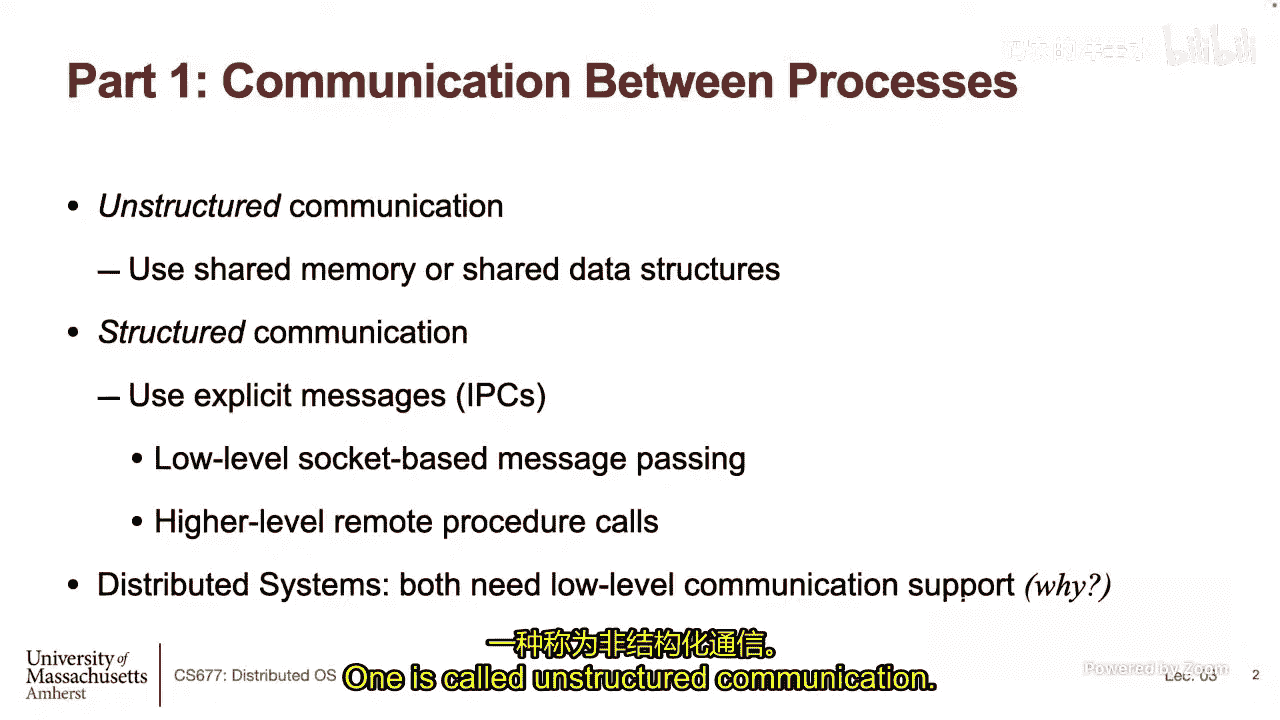 bilibili
Part 1: Communication Between Processes
• Unstructured communication
– Use shared memory or shared data structures
• Structured communication
– Use explicit messages (IPCs)
• Low-level socket-based message passing
• Higher-level remote procedure calls
• Distributed Systems: both need low-level communication support (why?)
一种称为非结构化通信。
One is called unstructured communication.
University of
Massachusetts
Amherst
CS677: Distributed OS
Powered by Zoom
Lec. 03
2